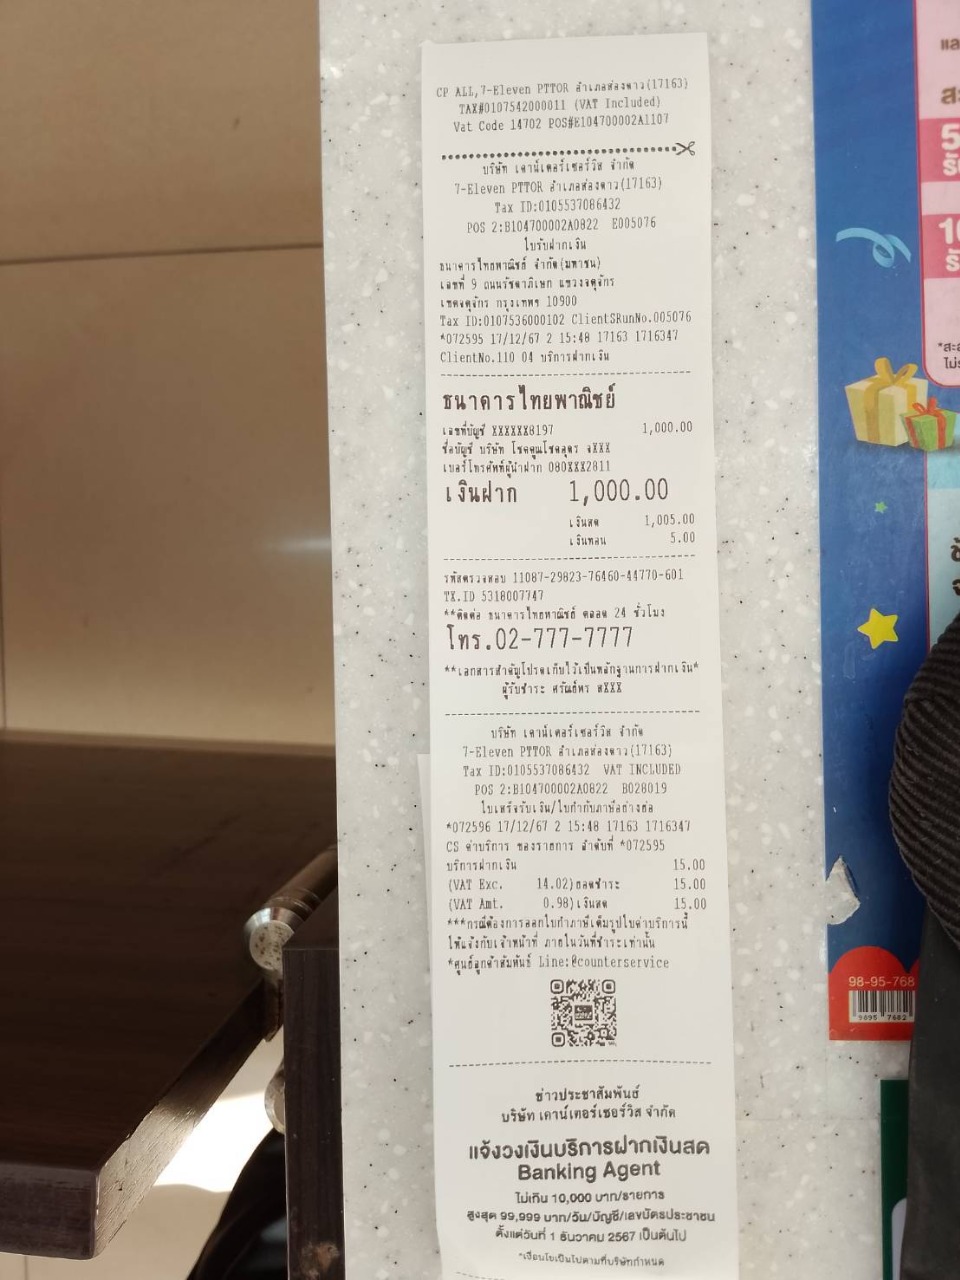 CP ALL,7-Eleven PTTOR อำเภอส่องดาว(17163)
TAX#0107542000011 (VAT Included)
Vat Code 14702 POS#E104700002A1107
บริษัท เคาน์เตอร์เซอร์วิส จำกัด
7-Eleven PTTOR อำเภอส่องดาว(17163)
Tax ID:0105537086432
POS 2:B104700002A0822 E005076
ใบรับฝากเงิน
ธนาคารไทยพาณิชย์ จำกัด(มหาชน)
เลขที่ 9 ถนนรัชดาภิเษก แขวงจตุจักร
เขตจตุจักร กรุงเทพฯ 10900
Tax ID:0107536000102 ClientSRunNo.005076
*072595 17/12/67 2 15:48 17163 1716347
ClientNo.110 04 บริการฝากเงิน
ธนาคารไทยพาณิชย์
เลขที่บัญชี XXXXXX8197 1,000.00
ชื่อบัญชี บริษัท โชคคูณโชคอุดร จXXX
เบอร์โทรศัพท์ผู้นำฝาก 080XXX2811
เงินฝาก 1,000.00
เงินสด 1,005.00
เงินทอน 5.00
รหัสตรวจสอบ 11087-29823-76460-44770-601
TX.ID 5318007747
**ติดต่อ ธนาคารไทยพาณิชย์ ตลอด 24 ชั่วโมง
โทร.02-777-7777
**เอกสารสำคัญโปรดเก็บไว้เป็นหลักฐานการฝากเงิน*
ผู้รับชำระ ศรัณย์พร สXXX
บริษัท เคาน์เตอร์เซอร์วิส จำกัด
7-Eleven PTTOR อำเภอส่องดาว(17163)
Tax ID:0105537086432 VAT INCLUDED
POS 2:B104700002A0822 B028019
ใบเสร็จรับเงิน/ใบกำกับภาษีอย่างย่อ
*072596 17/12/67 2 15:48 17163 1716347
CS ค่าบริการ ของรายการ ลำดับที่ *072595
บริการฝากเงิน 15.00
(VAT Exc. 14.02)ยอดชำระ 15.00
(VAT Amt. 0.98)เงินสด 15.00
***กรณีต้องการออกใบกำภาษีเต็มรูปใบค่าบริการนี้
ให้แจ้งกับเจ้าหน้าที่ ภายในวันที่ชำระเท่านั้น
*ศูนย์ลูกค้าสัมพันธ์ Line:@counterservice
ข่าวประชาสัมพันธ์
บริษัท เคาน์เตอร์เซอร์วิส จำกัด
แจ้งวงเงินบริการฝากเงินสด
Banking Agent
ไม่เกิน 10,000 บาท/รายการ
สูงสุด 99,999 บาท/วัน/บัญชี/เลขบัตรประชาชน
ตั้งแต่วันที่ 1 ธันวาคม 2567 เป็นต้นไป
*เงื่อนไขเป็นไปตามที่บริษัทกำหนด
98-95-768
9895 7682